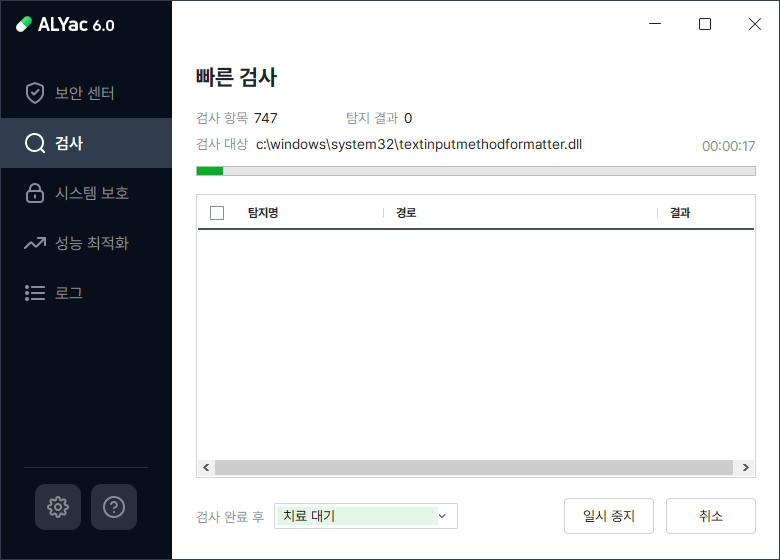 ALYac 6.0
보안 센터
검사
시스템 보호
성능 최적화
로그
빠른 검사
검사 항목 747 탐지 결과 0
검사 대상 c:\windows\system32\textinputmethodformatter.dll 00:00:17
탐지명 경로 결과
검사 완료 후 치료 대기 일시 중지 취소